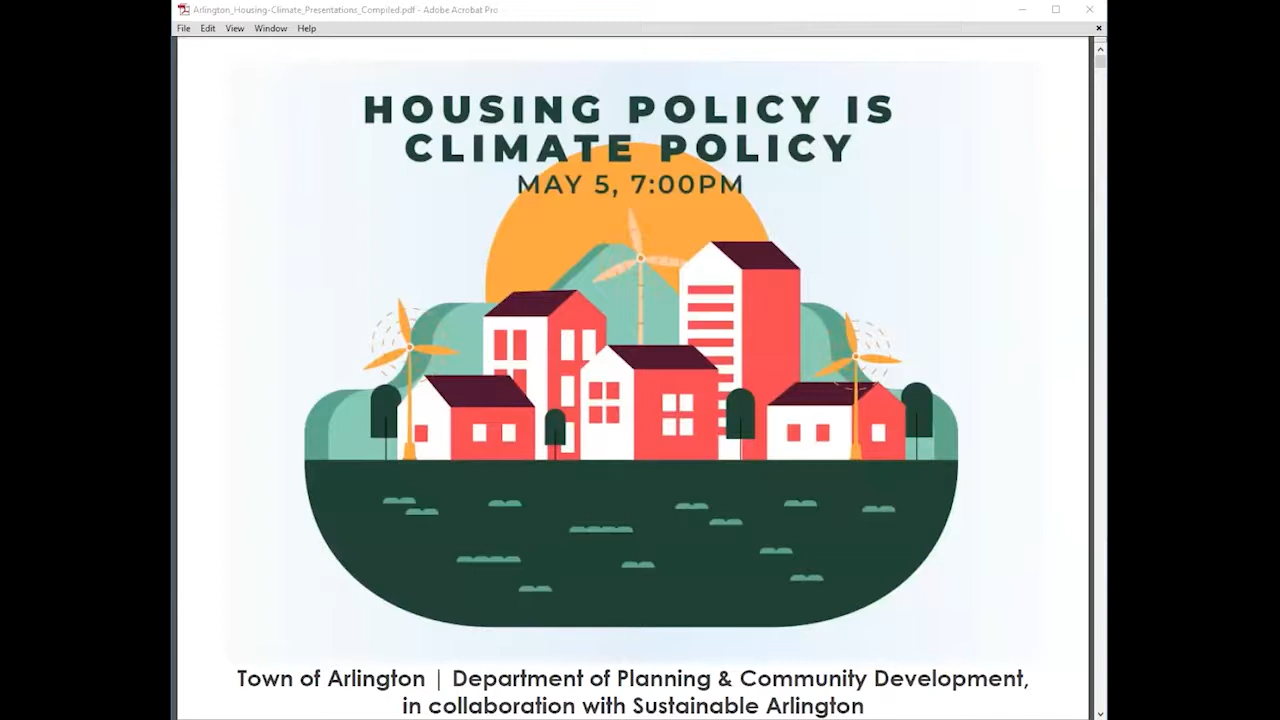 Arlington_Housing-Climate_Presentations_Compiled.pdf - Adobe Acrobat Pro
File Edit View Window Help
HOUSING POLICY IS
CLIMATE POLICY
MAY 5, 7:00PM
Town of Arlington | Department of Planning & Community Development,
in collaboration with Sustainable Arlington